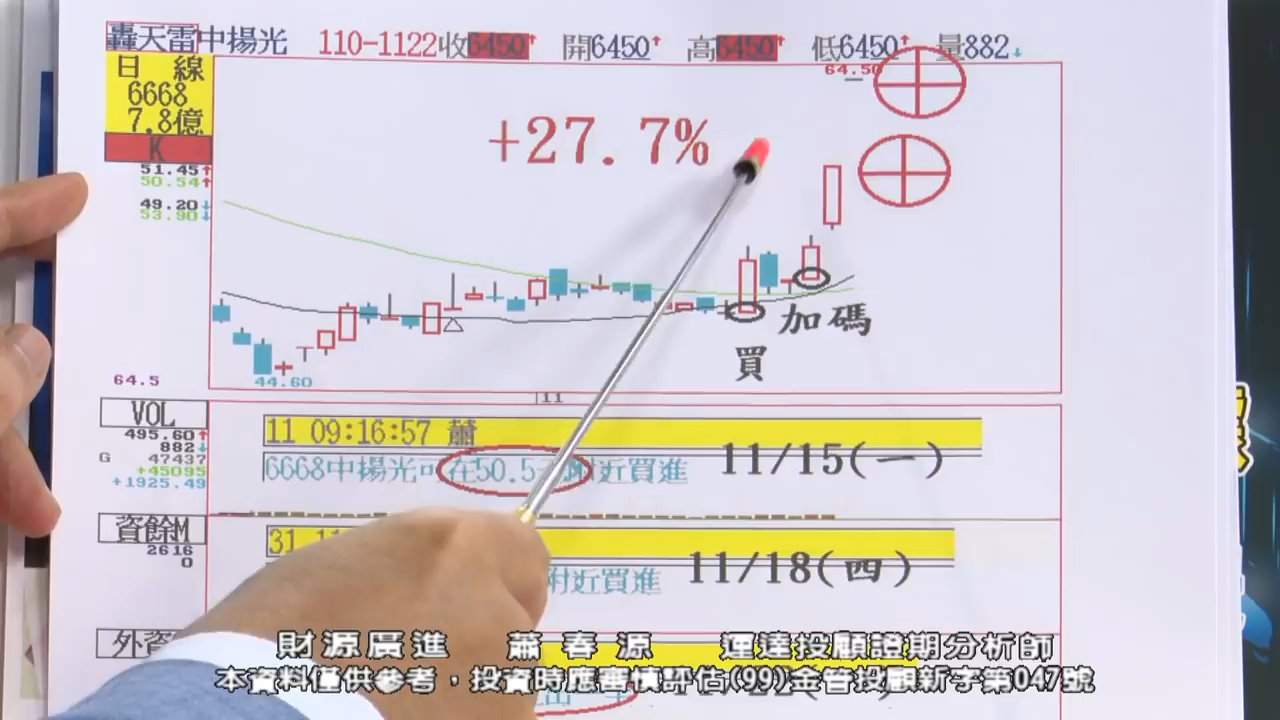 轟天雷中揚光 110-1122收6450↑ 開6450↑ 高6450↑ 低6450↑ 量882↓
日 線
6668
7.8億
K
51.45↑
50.54↑
49.20↓
53.90↓
64.50
+27.7%
加碼
買
64.5
44.60
11
VOL
495.60↑
882↓
G 47437
+45095
+1925.49
11 09:16:57 蕭
6668中揚光可在50.5 附近買進
11/15(一)
資餘M
2616
0
31
附近買進
11/18(四)
外資
財源廣進 蕭春源 運達投顧證期分析師
本資料僅供參考，投資時應審慎評估(99)金管投顧新字第047號